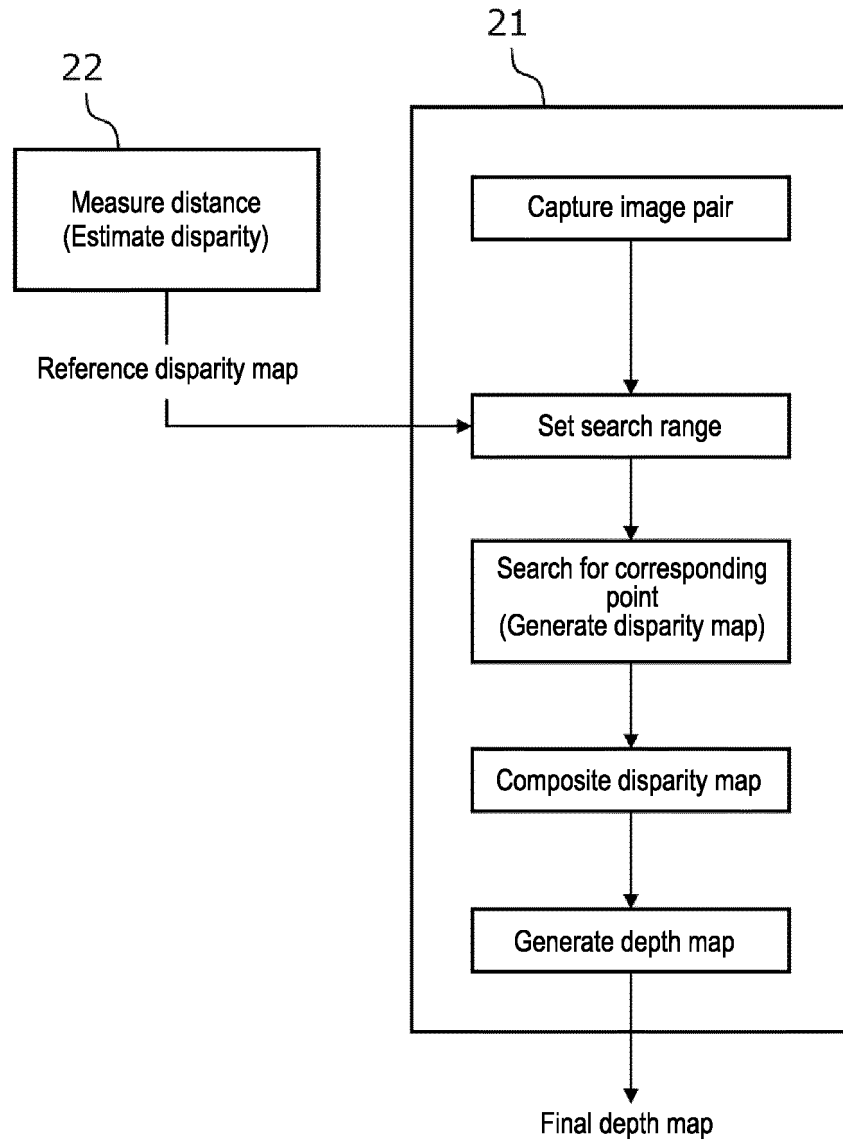 21
22
Measure distance
(Estimate disparity)
Capture image pair
Reference disparity map
Set search range
Search for corresponding
point
(Generate disparity map)
Composite disparity map
Generate depth map
Final depth map